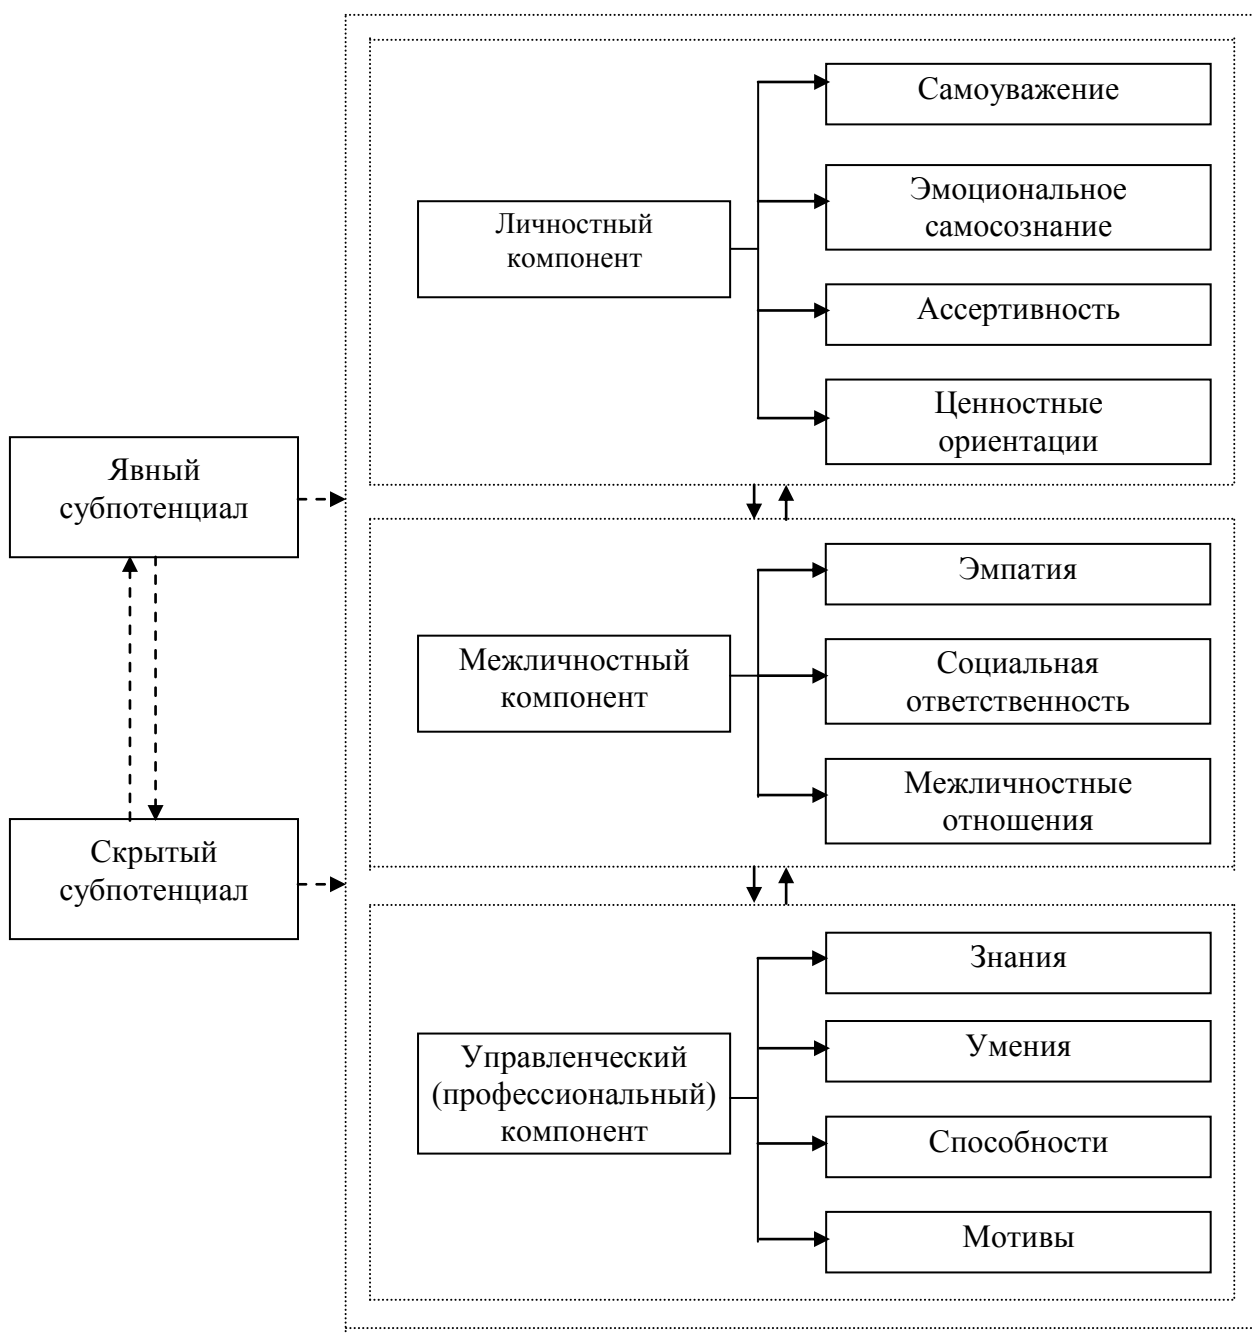 Явный
субпотенциал
Скрытый
субпотенциал
Личностный
компонент
Самоуважение
Эмоциональное
самосознание
Ассертивность
Ценностные
ориентации
Межличностный
компонент
Эмпатия
Социальная
ответственность
Межличностные
отношения
Управленческий
(профессиональный)
компонент
Знания
Умения
Способности
Мотивы